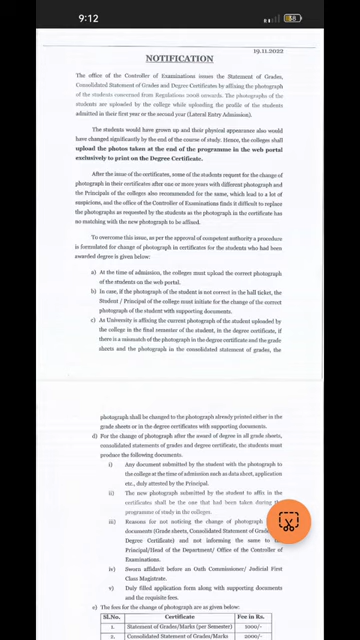 9:12
58
19.11.2022
NOTIFICATION
The office of the Controller of Examinations issues the Statement of Grades,
Consolidated Statement of Grades and Degree Certificates by affixing the photograph
of the students concerned from Regulations 2008 onwards. The photographs of the
students are uploaded by the college while uploading the profile of the students
admitted in their first year or the second year (Lateral Entry Admission).
The students would have grown up and their physical appearance also would
have changed significantly by the end of the course of study. Hence, the colleges shall
upload the photos taken at the end of the programme in the web portal
exclusively to print on the Degree Certificate.
After the issue of the certificates, some of the students request for the change of
photograph in their certificates after one or more years with different photograph and
the Principals of the colleges also recommended for the same, which lead to a lot of
suspicions, and the office of the Controller of Examinations finds it difficult to replace
the photographs as requested by the students as the photograph in the certificate has
no matching with the new photograph to be affixed.
To overcome this issue, as per the approval of competent authority a procedure
is formulated for change of photograph in certificates for the students who had been
awarded degree is given below:
a) At the time of admission, the colleges must upload the correct photograph
of the students on the web portal.
b) In case, if the photograph of the student is not correct in the hall ticket, the
Student / Principal of the college must initiate for the change of the correct
photograph of the student with supporting documents.
c) As University is affixing the current photograph of the student uploaded by
the college in the final semester of the student, in the degree certificate, if
there is a mismatch of the photograph in the degree certificate and the grade
sheets and the photograph in the consolidated statement of grades, the
photograph shall be changed to the photograph already printed either in the
grade sheets or in the degree certificates with supporting documents.
d) For the change of photograph after the award of degree in all grade sheets,
consolidated statements of grades and degree certificate, the students must
produce the following documents.
i) Any document submitted by the student with the photograph to
the college at the time of admission such as data sheet, application
etc., duly attested by the Principal.
ii) The new photograph submitted by the student to affix in the
certificates shall be the one that had been taken during the
programme of study in the colleges.
iii) Reasons for not noticing the change of photograph
documents (Grade sheets, Consolidated Statement of Grad
Degree Certificate) and not informing the same to
Principal/Head of the Department/ Office of the Controller of
Examinations.
iv) Sworn affidavit before an Oath Commissioner/ Judicial First
Class Magistrate.
v) Duly filled application form along with supporting documents
and the requisite fees.
e) The fees for the change of photograph are as given below:
Sl.No. Certificate Fee in Rs.
1. Statement of Grades/Marks (per Semester) 1000/-
2. Consolidated Statement of Grades/Marks 2000/-